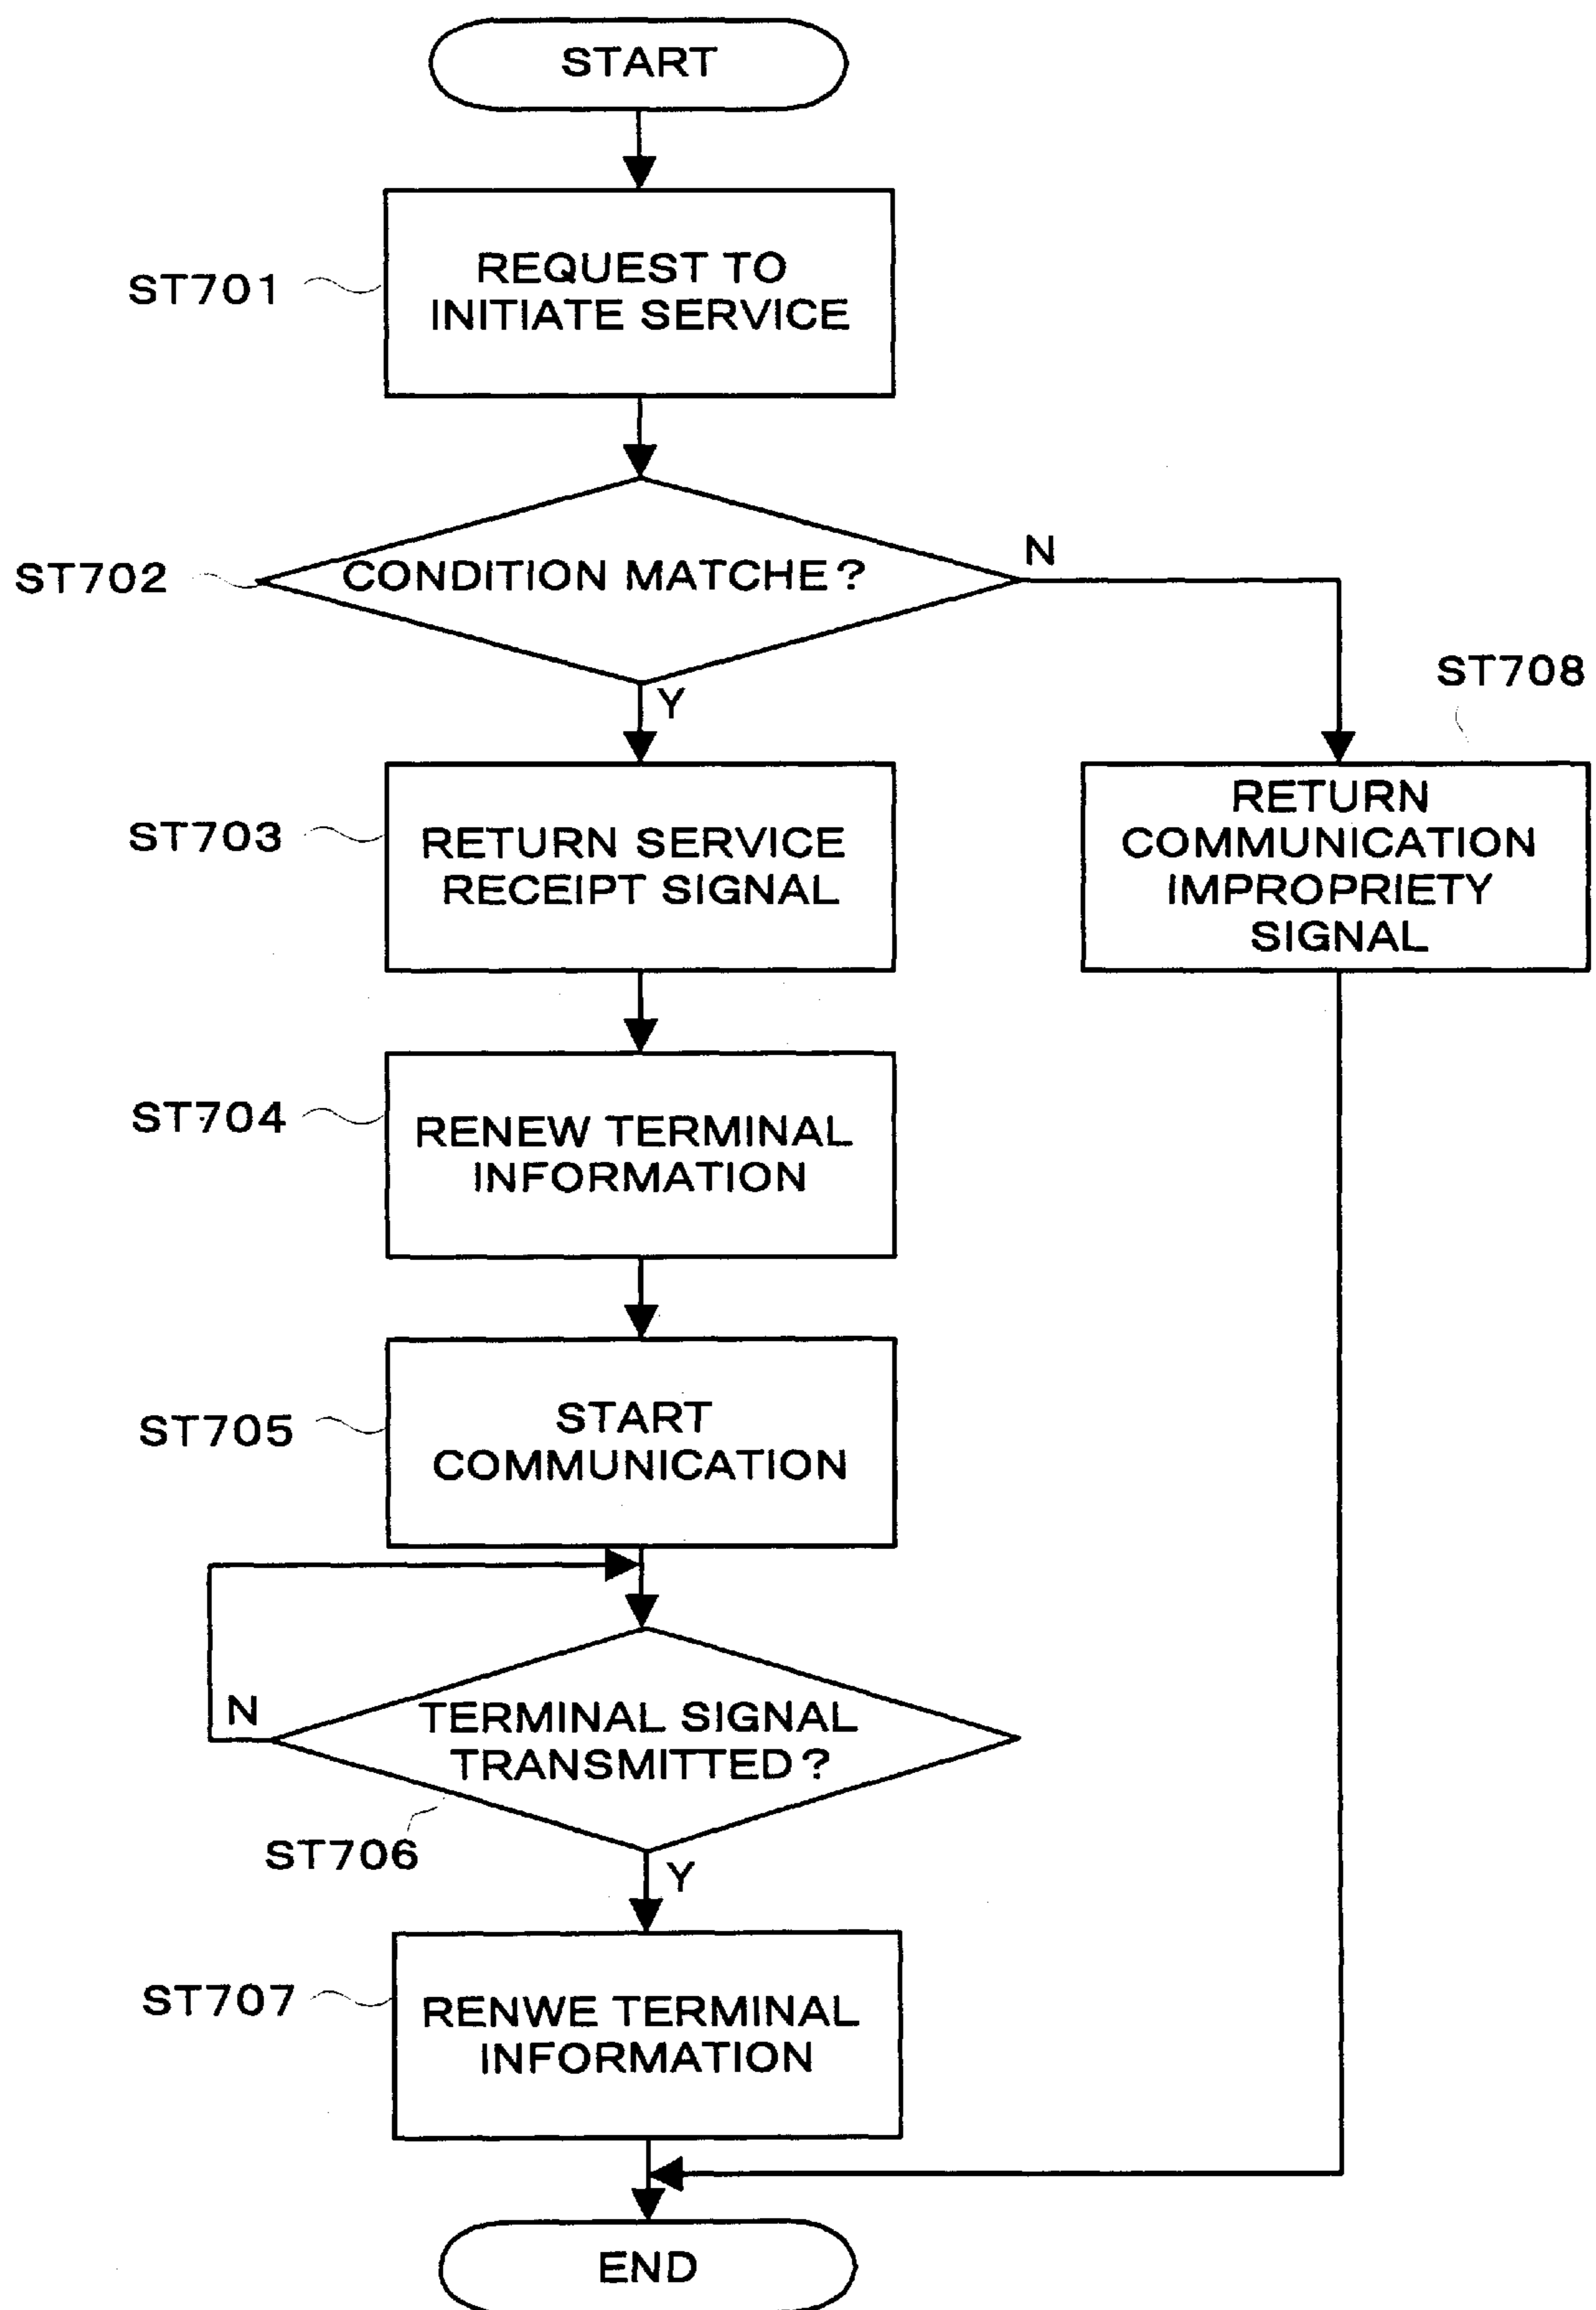 START
ST701
REQUEST TO
INITIATE SERVICE
ST702
CONDITION MATCHE?
N
Y
ST708
ST703
RETURN SERVICE
RECEIPT SIGNAL
RETURN
COMMUNICATION
IMPROPRIETY
SIGNAL
ST704
RENEW TERMINAL
INFORMATION
ST705
START
COMMUNICATION
N
TERMINAL SIGNAL
TRANSMITTED?
ST706
Y
ST707
RENWE TERMINAL
INFORMATION
END